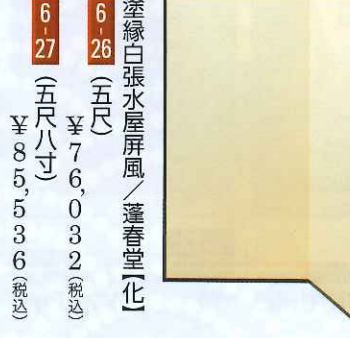 塗縁白張水屋屏風／蓬春堂【化】
6-26（五尺）
¥76,032（税込）
6-27（五尺八寸）
¥85,536（税込）